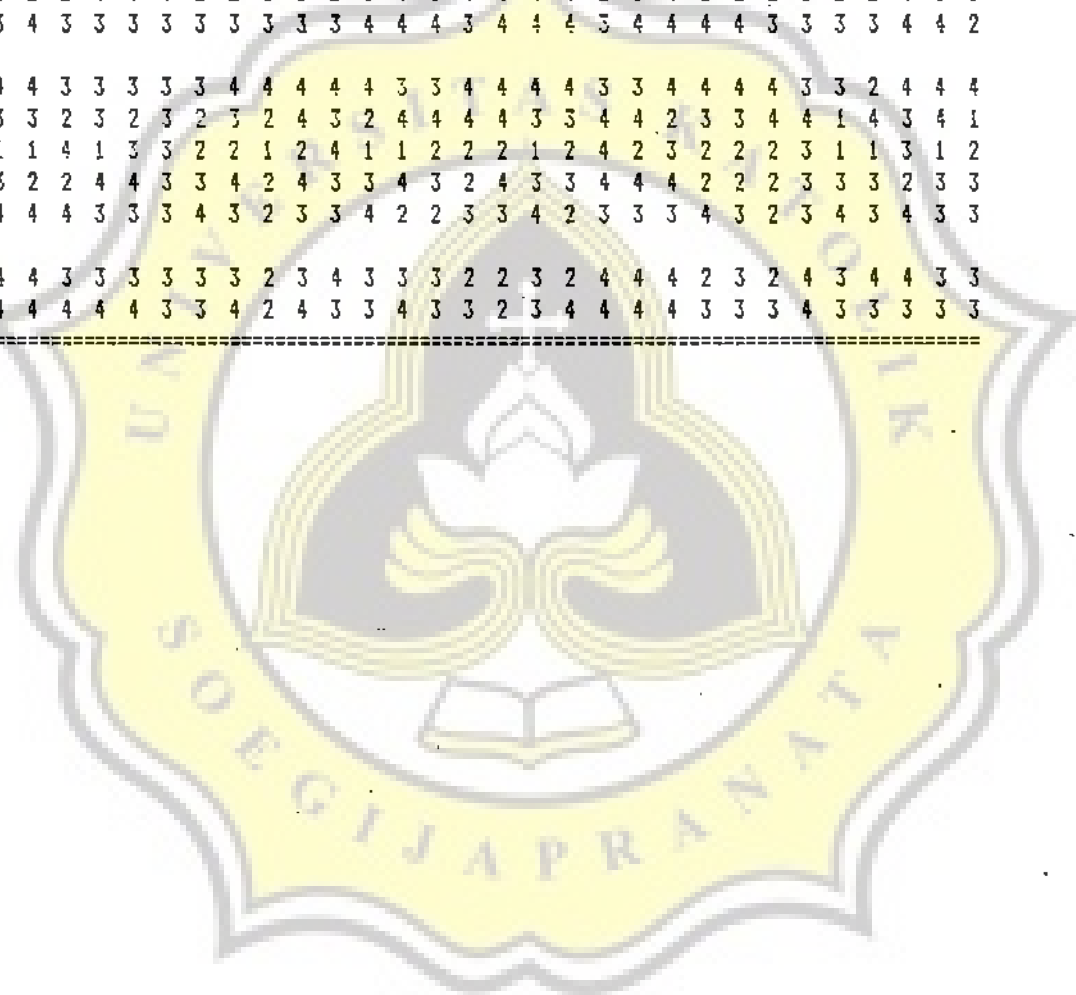 4 3 3 3 3 3 3 3 3 3 4 4 4 3 4 4 4 3 4 4 4 4 3 3 3 3 4 4 2
4 3 3 3 3 3 4 4 4 4 4 3 3 4 4 4 4 3 3 4 4 4 4 3 3 2 4 4 4
3 2 3 2 3 2 3 2 4 3 2 4 4 4 4 3 3 4 4 2 3 3 4 4 1 4 3 4 1
1 4 1 3 3 2 2 1 2 4 1 1 2 2 2 1 2 4 2 3 2 2 2 3 1 1 3 1 2
2 2 4 4 3 3 4 2 4 3 3 4 3 2 4 3 3 4 4 4 2 2 2 3 3 3 2 3 3
4 4 3 3 3 4 3 2 3 3 4 2 2 3 3 4 2 3 3 3 4 3 2 3 4 3 4 3 3
4 3 3 3 3 3 3 2 3 4 3 3 3 2 2 3 2 4 4 4 2 3 2 4 3 4 4 3 3
4 4 4 4 3 3 4 2 4 3 3 4 3 3 2 3 4 4 4 4 3 3 3 4 3 3 3 3 3
UNIVERSITAS KATOLIK
SOEGIJAPRANATA